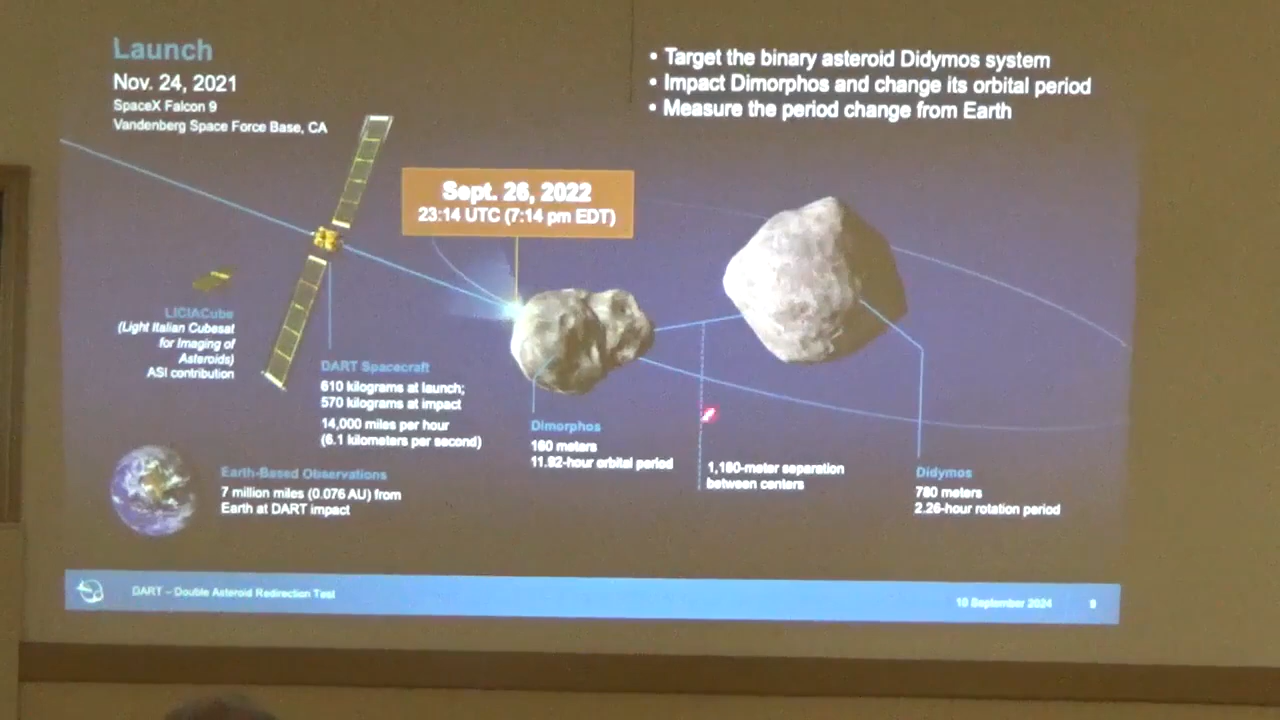 Launch
Nov. 24, 2021
SpaceX Falcon 9
Vandenberg Space Force Base, CA
• Target the binary asteroid Didymos system
• Impact Dimorphos and change its orbital period
• Measure the period change from Earth
Sept. 26, 2022
23:14 UTC (7:14 pm EDT)
LICIACube
(Light Italian Cubesat
for Imaging of
Asteroids)
ASI contribution
DART Spacecraft
610 kilograms at launch;
570 kilograms at impact
14,000 miles per hour
(6.1 kilometers per second)
Dimorphos
160 meters
11.92-hour orbital period
1,180-meter separation
between centers
Didymos
780 meters
2.26-hour rotation period
Earth-Based Observations
7 million miles (0.076 AU) from
Earth at DART impact
DART – Double Asteroid Redirection Test
10 September 2024
9